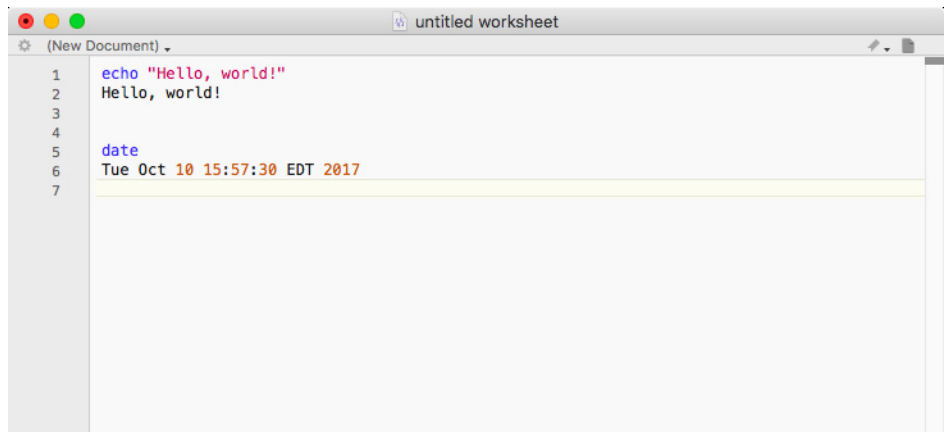 untitled worksheet
(New Document)
1 echo "Hello, world!"
2 Hello, world!
3
4
5 date
6 Tue Oct 10 15:57:30 EDT 2017
7